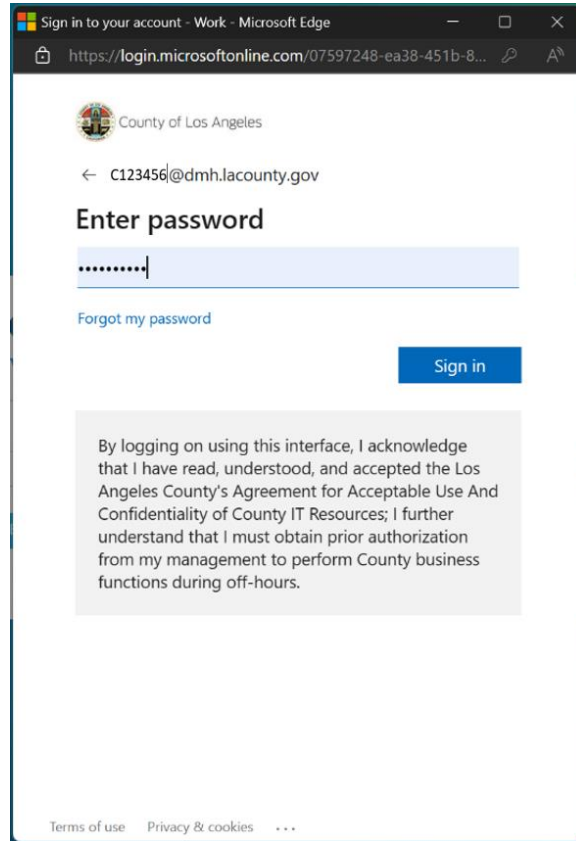 Sign in to your account - Work - Microsoft Edge
https://login.microsoftonline.com/07597248-ea38-451b-8...
County of Los Angeles
C123456@dmh.lacounty.gov
Enter password
••••••••••
Forgot my password
Sign in
By logging on using this interface, I acknowledge
that I have read, understood, and accepted the Los
Angeles County's Agreement for Acceptable Use And
Confidentiality of County IT Resources; I further
understand that I must obtain prior authorization
from my management to perform County business
functions during off-hours.
Terms of use Privacy & cookies ...